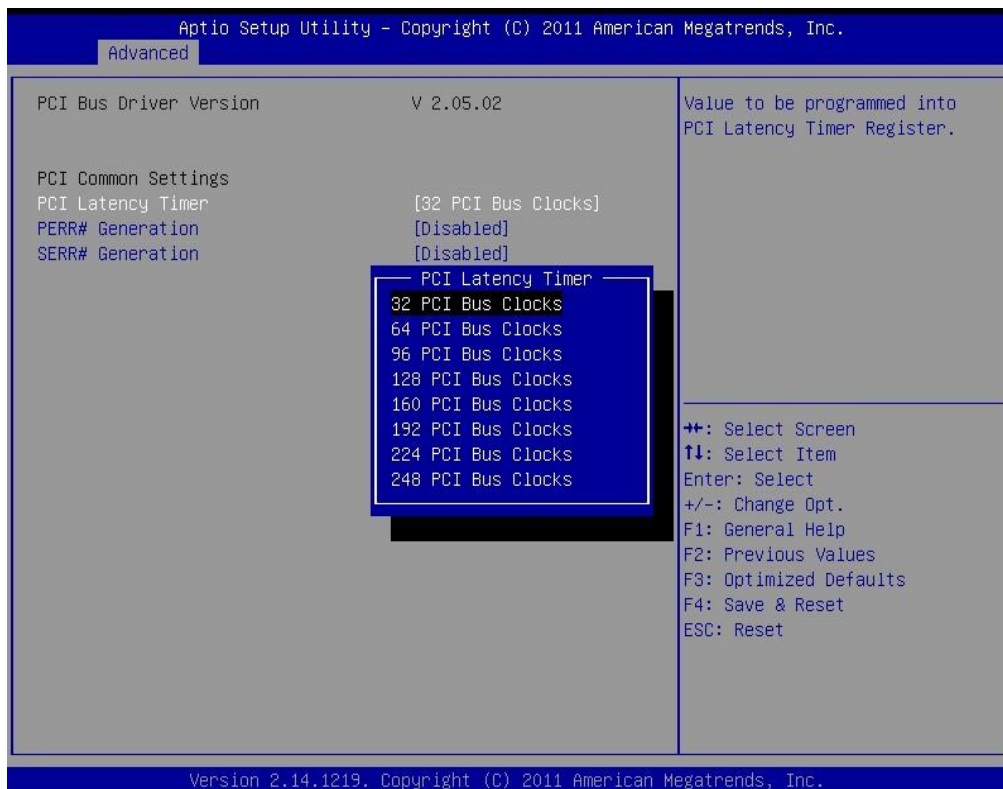 Aptio Setup Utility – Copyright (C) 2011 American Megatrends, Inc.
Advanced
PCI Bus Driver Version V 2.05.02
PCI Common Settings
PCI Latency Timer [32 PCI Bus Clocks]
PERR# Generation [Disabled]
SERR# Generation [Disabled]
PCI Latency Timer
32 PCI Bus Clocks
64 PCI Bus Clocks
96 PCI Bus Clocks
128 PCI Bus Clocks
160 PCI Bus Clocks
192 PCI Bus Clocks
224 PCI Bus Clocks
248 PCI Bus Clocks
Value to be programmed into
PCI Latency Timer Register.
→←: Select Screen
↑↓: Select Item
Enter: Select
+/-: Change Opt.
F1: General Help
F2: Previous Values
F3: Optimized Defaults
F4: Save & Reset
ESC: Reset
Version 2.14.1219. Copyright (C) 2011 American Megatrends, Inc.